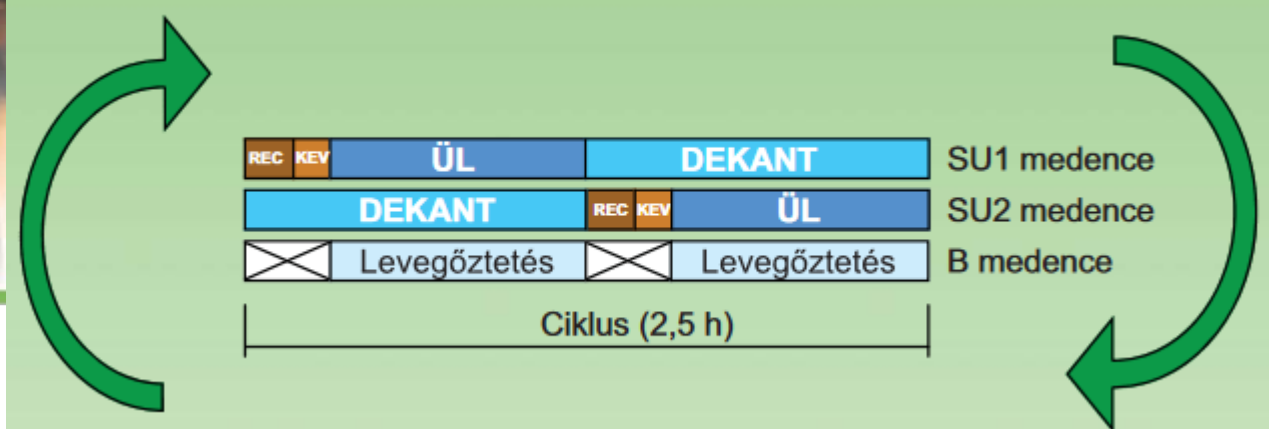 REC KEV ÜL DEKANT SU1 medence
DEKANT REC KEV ÜL SU2 medence
Levegőztetés Levegőztetés B medence
Ciklus (2,5 h)